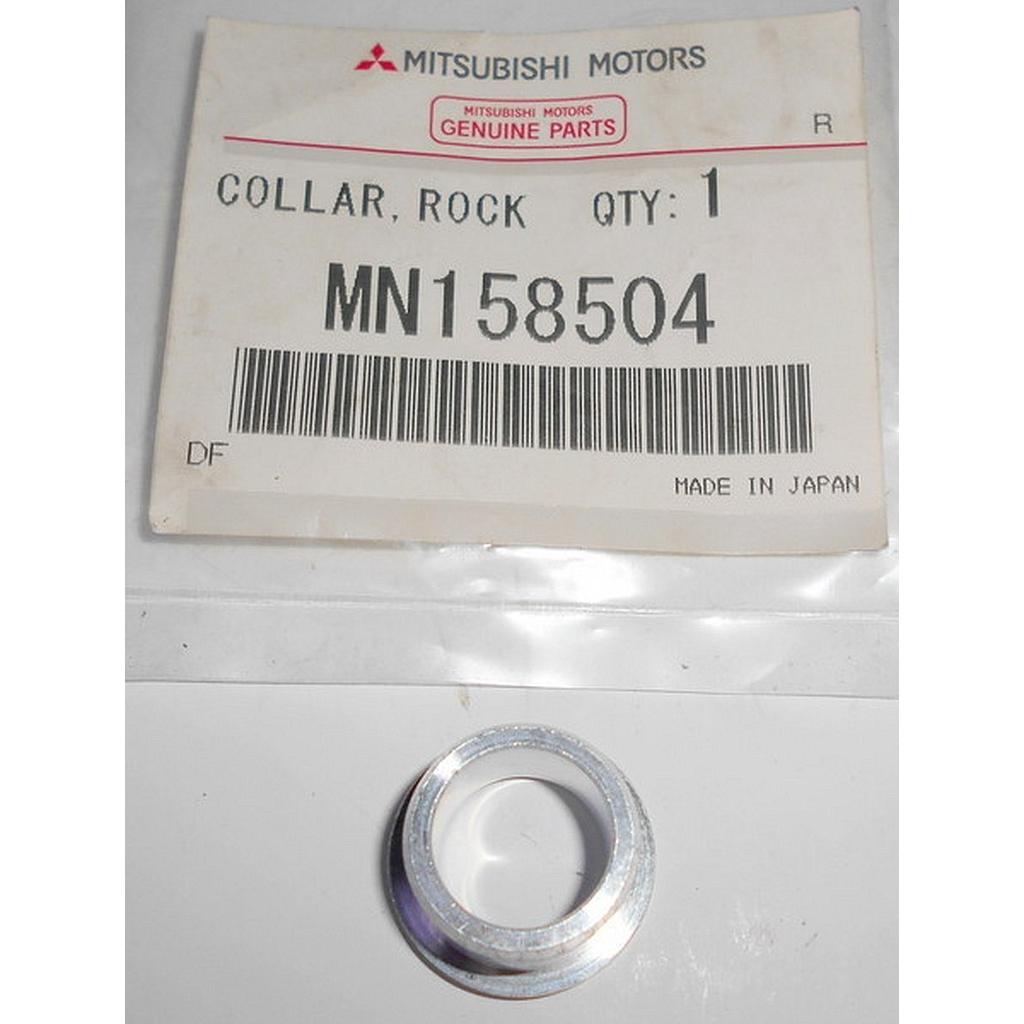 MITSUBISHI MOTORS
MITSUBISHI MOTORS
GENUINE PARTS
R
COLLAR, ROCK QTY: 1
MN158504
DF
MADE IN JAPAN